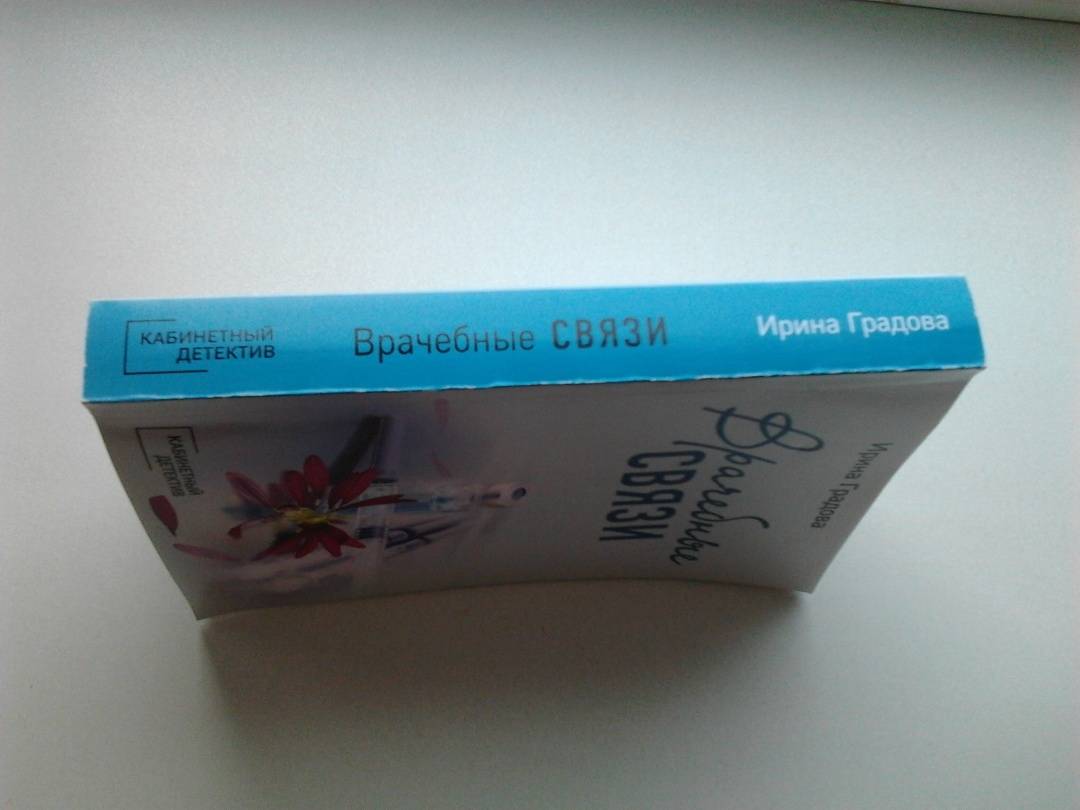 КАБИНЕТНЫЙ
ДЕТЕКТИВ
Врачебные СВЯЗИ
Ирина Градова
Ирина Градова
Врачебные
СВЯЗИ
КАБИНЕТНЫЙ
ДЕТЕКТИВ